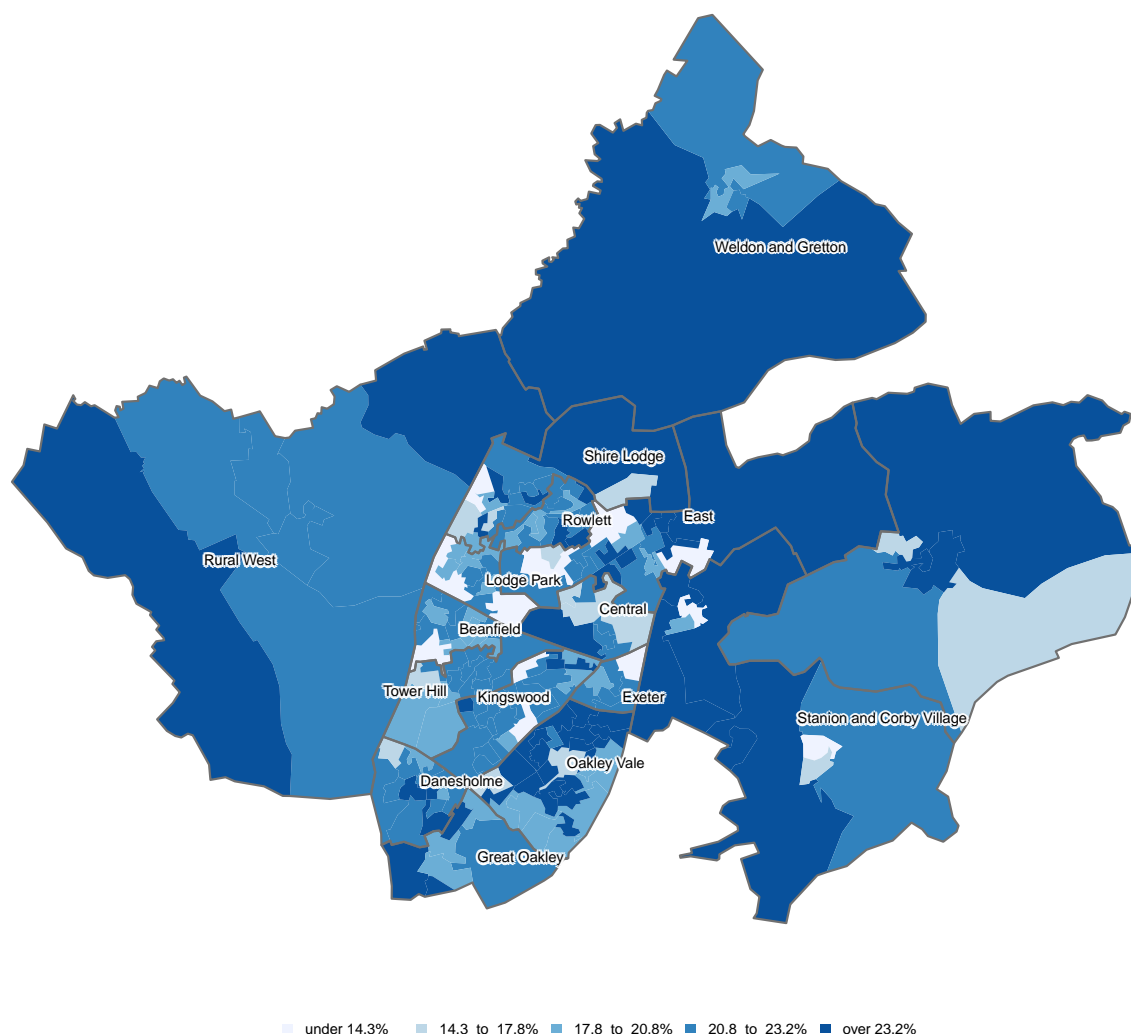 Weldon and Gretton
Shire Lodge
Rowlett
East
Rural West
Lodge Park
Central
Beanfield
Tower Hill
Kingswood
Exeter
Stanion and Corby Village
Oakley Vale
Danesholme
Great Oakley
under 14.3% 14.3 to 17.8% 17.8 to 20.8% 20.8 to 23.2% over 23.2%